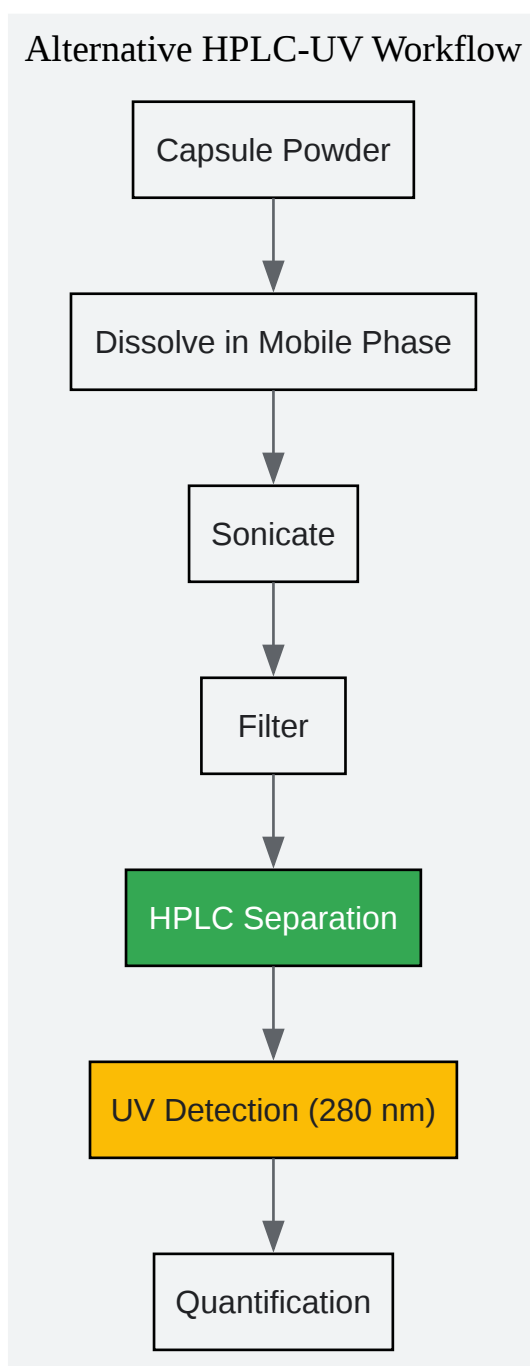 Alternative HPLC-UV Workflow
Capsule Powder
Dissolve in Mobile Phase
Sonicate
Filter
HPLC Separation
UV Detection (280 nm)
Quantification